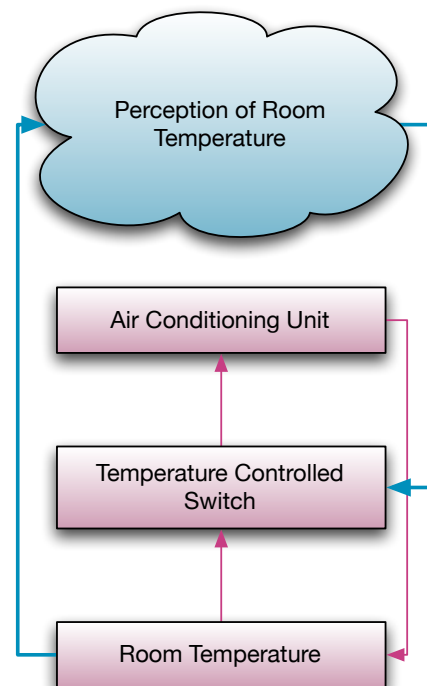 Perception of Room
Temperature
Air Conditioning Unit
Temperature Controlled
Switch
Room Temperature